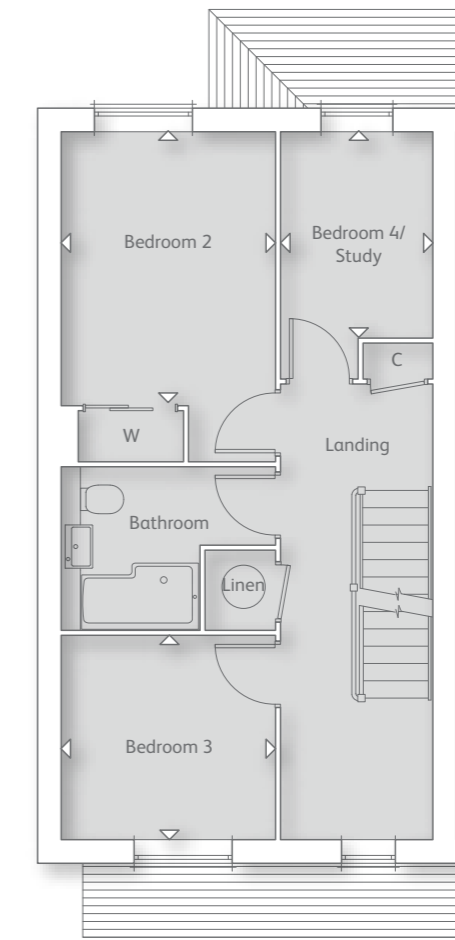 Bedroom 2
Bedroom 4/
Study
C
W
Landing
Bathroom
Linen
Bedroom 3